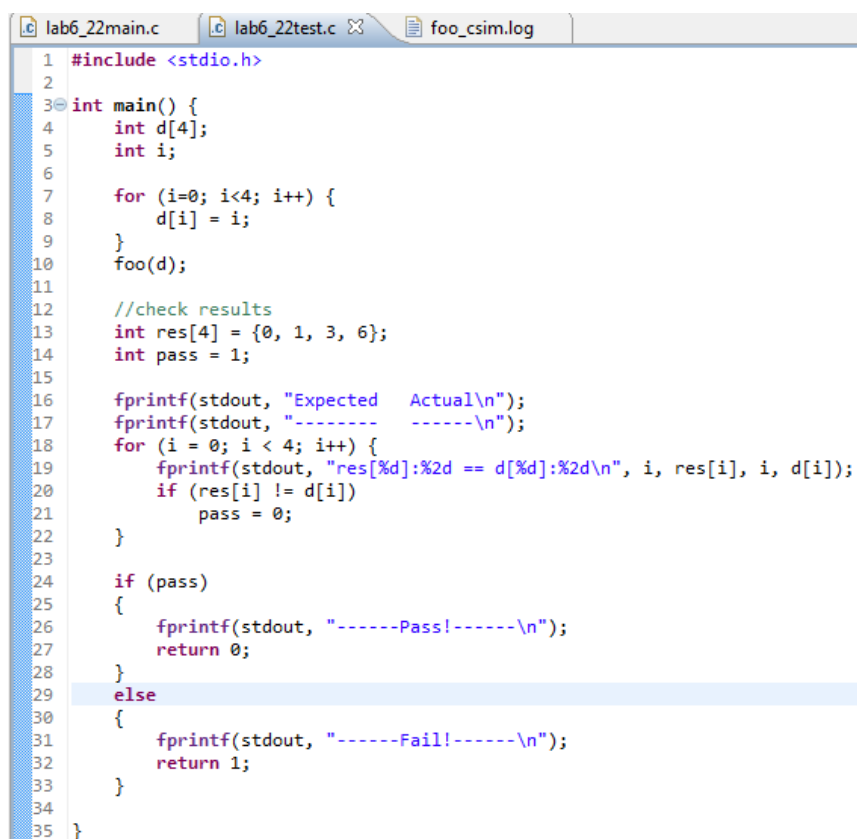 lab6_22main.c lab6_22test.c foo_csim.log
1 #include <stdio.h>
2
3 int main() {
4     int d[4];
5     int i;
6
7     for (i=0; i<4; i++) {
8         d[i] = i;
9     }
10     foo(d);
11
12     //check results
13     int res[4] = {0, 1, 3, 6};
14     int pass = 1;
15
16     fprintf(stdout, "Expected   Actual\n");
17     fprintf(stdout, "--------   ------\n");
18     for (i = 0; i < 4; i++) {
19         fprintf(stdout, "res[%d]:%2d == d[%d]:%2d\n", i, res[i], i, d[i]);
20         if (res[i] != d[i])
21             pass = 0;
22     }
23
24     if (pass)
25     {
26         fprintf(stdout, "------Pass!------\n");
27         return 0;
28     }
29     else
30     {
31         fprintf(stdout, "------Fail!------\n");
32         return 1;
33     }
34
35 }